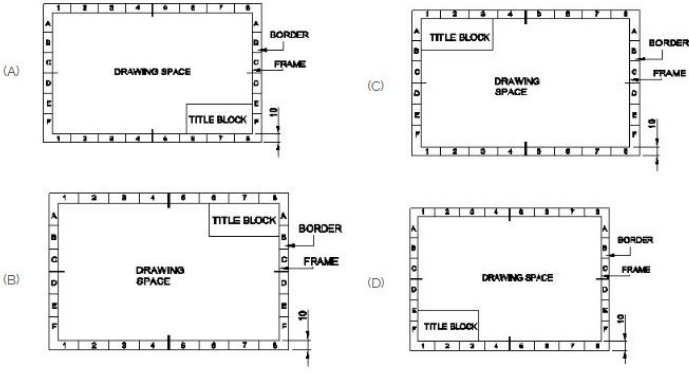 (A)
1 2 3 4 5 6 7 8
A A
B B
C C
D D
E E
F F
DRAWING SPACE
TITLE BLOCK
1 2 3 4 5 6 7 8
BORDER
FRAME
10
(B)
1 2 3 4 5 6 7 8
A A
B B
C C
D D
E E
F F
TITLE BLOCK
DRAWING
SPACE
1 2 3 4 5 6 7 8
BORDER
FRAME
10
(C)
1 2 3 4 5 6 7 8
A A
B B
C C
D D
E E
F F
TITLE BLOCK
DRAWING
SPACE
1 2 3 4 5 6 7 8
BORDER
FRAME
10
(D)
1 2 3 4 5 6 7 8
A A
B B
C C
D D
E E
F F
DRAWING SPACE
TITLE BLOCK
1 2 3 4 5 6 7 8
BORDER
FRAME
10